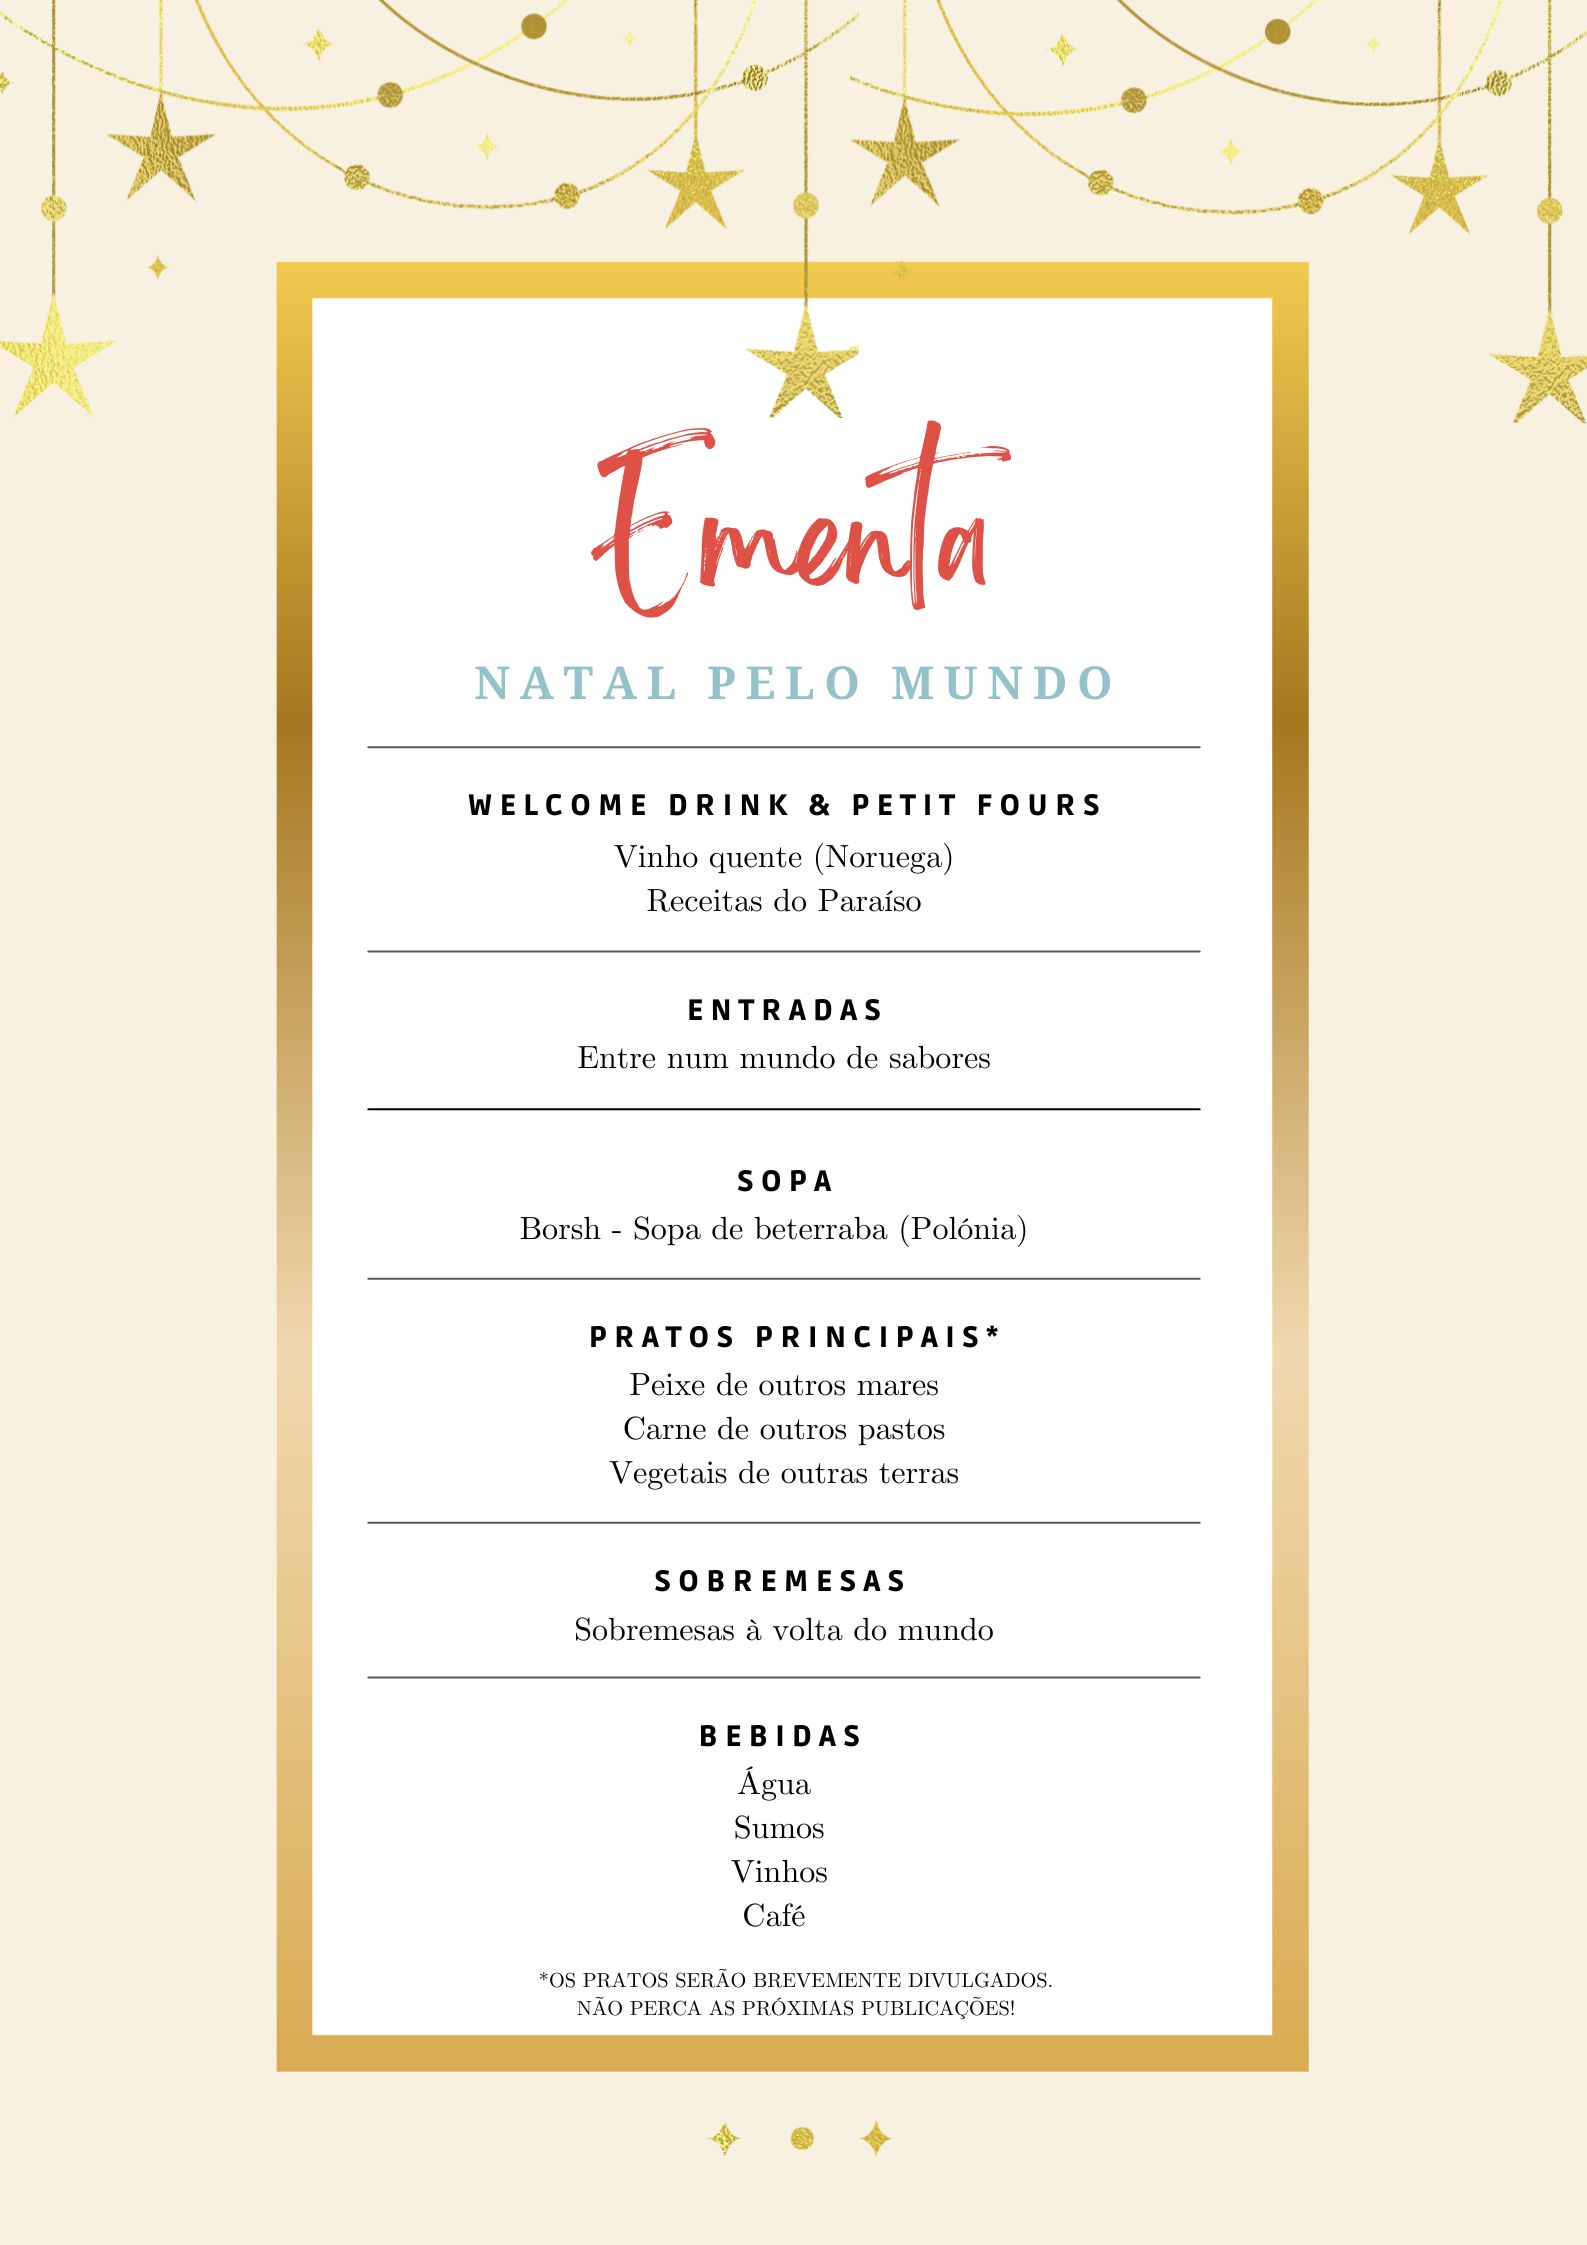 Ementa
NATAL PELO MUNDO
WELCOME DRINK & PETIT FOURS
Vinho quente (Noruega)
Receitas do Paraíso
ENTRADAS
Entre num mundo de sabores
SOPA
Borsh - Sopa de beterraba (Polónia)
PRATOS PRINCIPAIS*
Peixe de outros mares
Carne de outros pastos
Vegetais de outras terras
SOBREMESAS
Sobremesas à volta do mundo
BEBIDAS
Água
Sumos
Vinhos
Café
*OS PRATOS SERÃO BREVEMENTE DIVULGADOS.
NÃO PERCA AS PRÓXIMAS PUBLICAÇÕES!